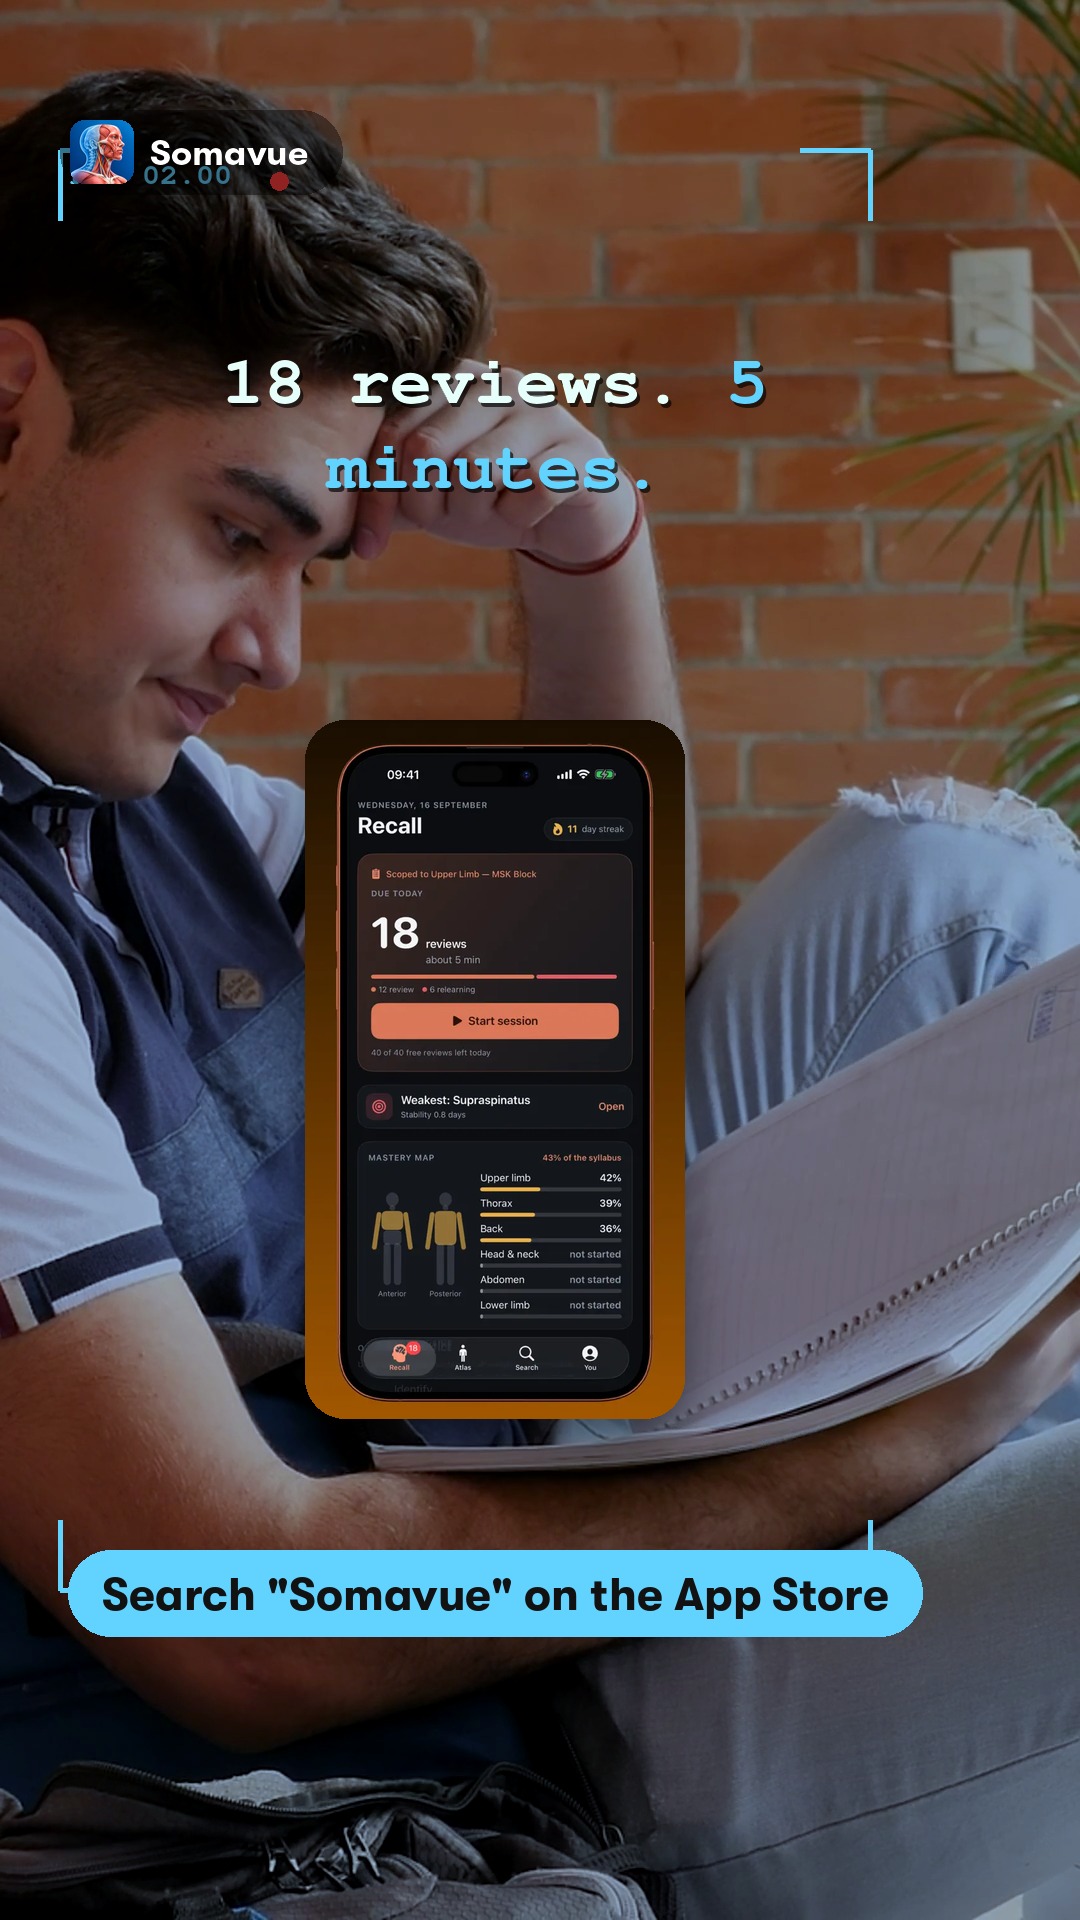 Somavue
02.00
18 reviews. 5
minutes.
09:41
WEDNESDAY, 16 SEPTEMBER
Recall
11 day streak
Scoped to Upper Limb — MSK Block
DUE TODAY
18 reviews
about 5 min
12 review 6 relearning
Start session
40 of 40 free reviews left today
Weakest: Supraspinatus
Stability 0.8 days
Open
MASTERY MAP
43% of the syllabus
Upper limb 42%
Thorax 39%
Back 36%
Head & neck not started
Abdomen not started
Lower limb not started
Anterior
Posterior
18
Recall
Atlas
Search
You
Identify
Search "Somavue" on the App Store